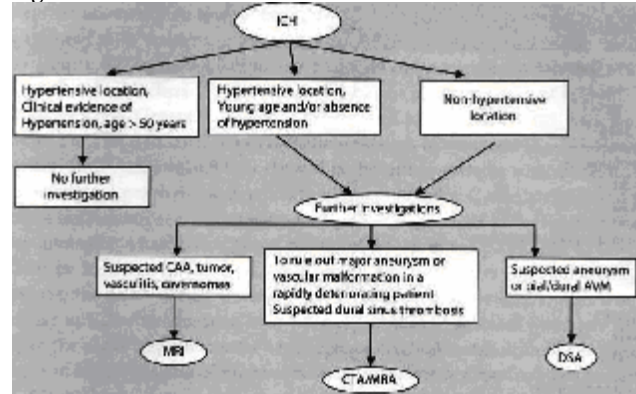 ICH
Hypertensive location,
Clinical evidence of
Hypertension, age > 50 years
Hypertensive location,
Young age and/or absence
of hypertension
Non-hypertensive
location
No further
investigation
Further investigations
Suspected CAA, tumor,
vasculitis, cavernomas
To rule out major aneurysm or
vascular malformation in a
rapidly deteriorating patient
Suspected dural sinus thrombosis
Suspected aneurysm
or pial/dural AVM
MRI
CTA/MRA
DSA